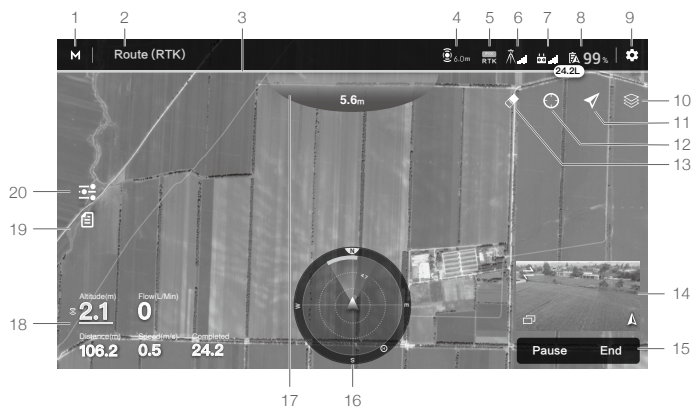 1 2 3 4 5 6 7 8 9
M Route (RTK) 6.0m RTK 99%
24.2L
5.6m
10
11
12
13
20
19
N
4.7
W E
S
Altitude(m) Flow(L/Min)
2.1 0
Distance(m) Speed(m/s) Completed
106.2 0.5 24.2
18
14
Pause End 15
17 16